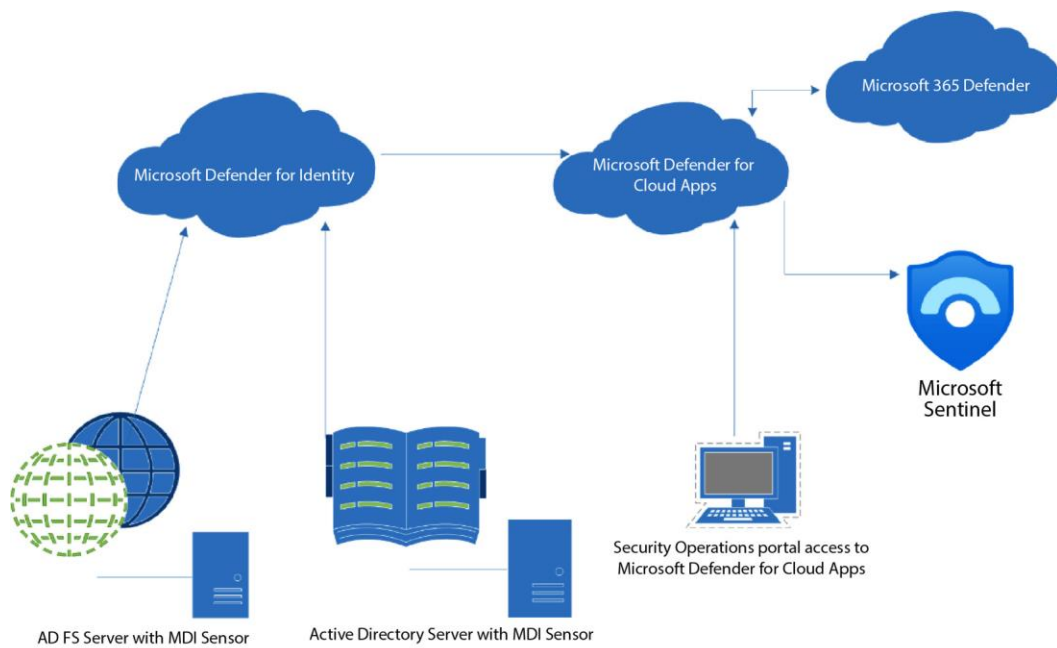 Microsoft 365 Defender
Microsoft Defender for Identity
Microsoft Defender for
Cloud Apps
Microsoft
Sentinel
Security Operations portal access to
Microsoft Defender for Cloud Apps
AD FS Server with MDI Sensor
Active Directory Server with MDI Sensor